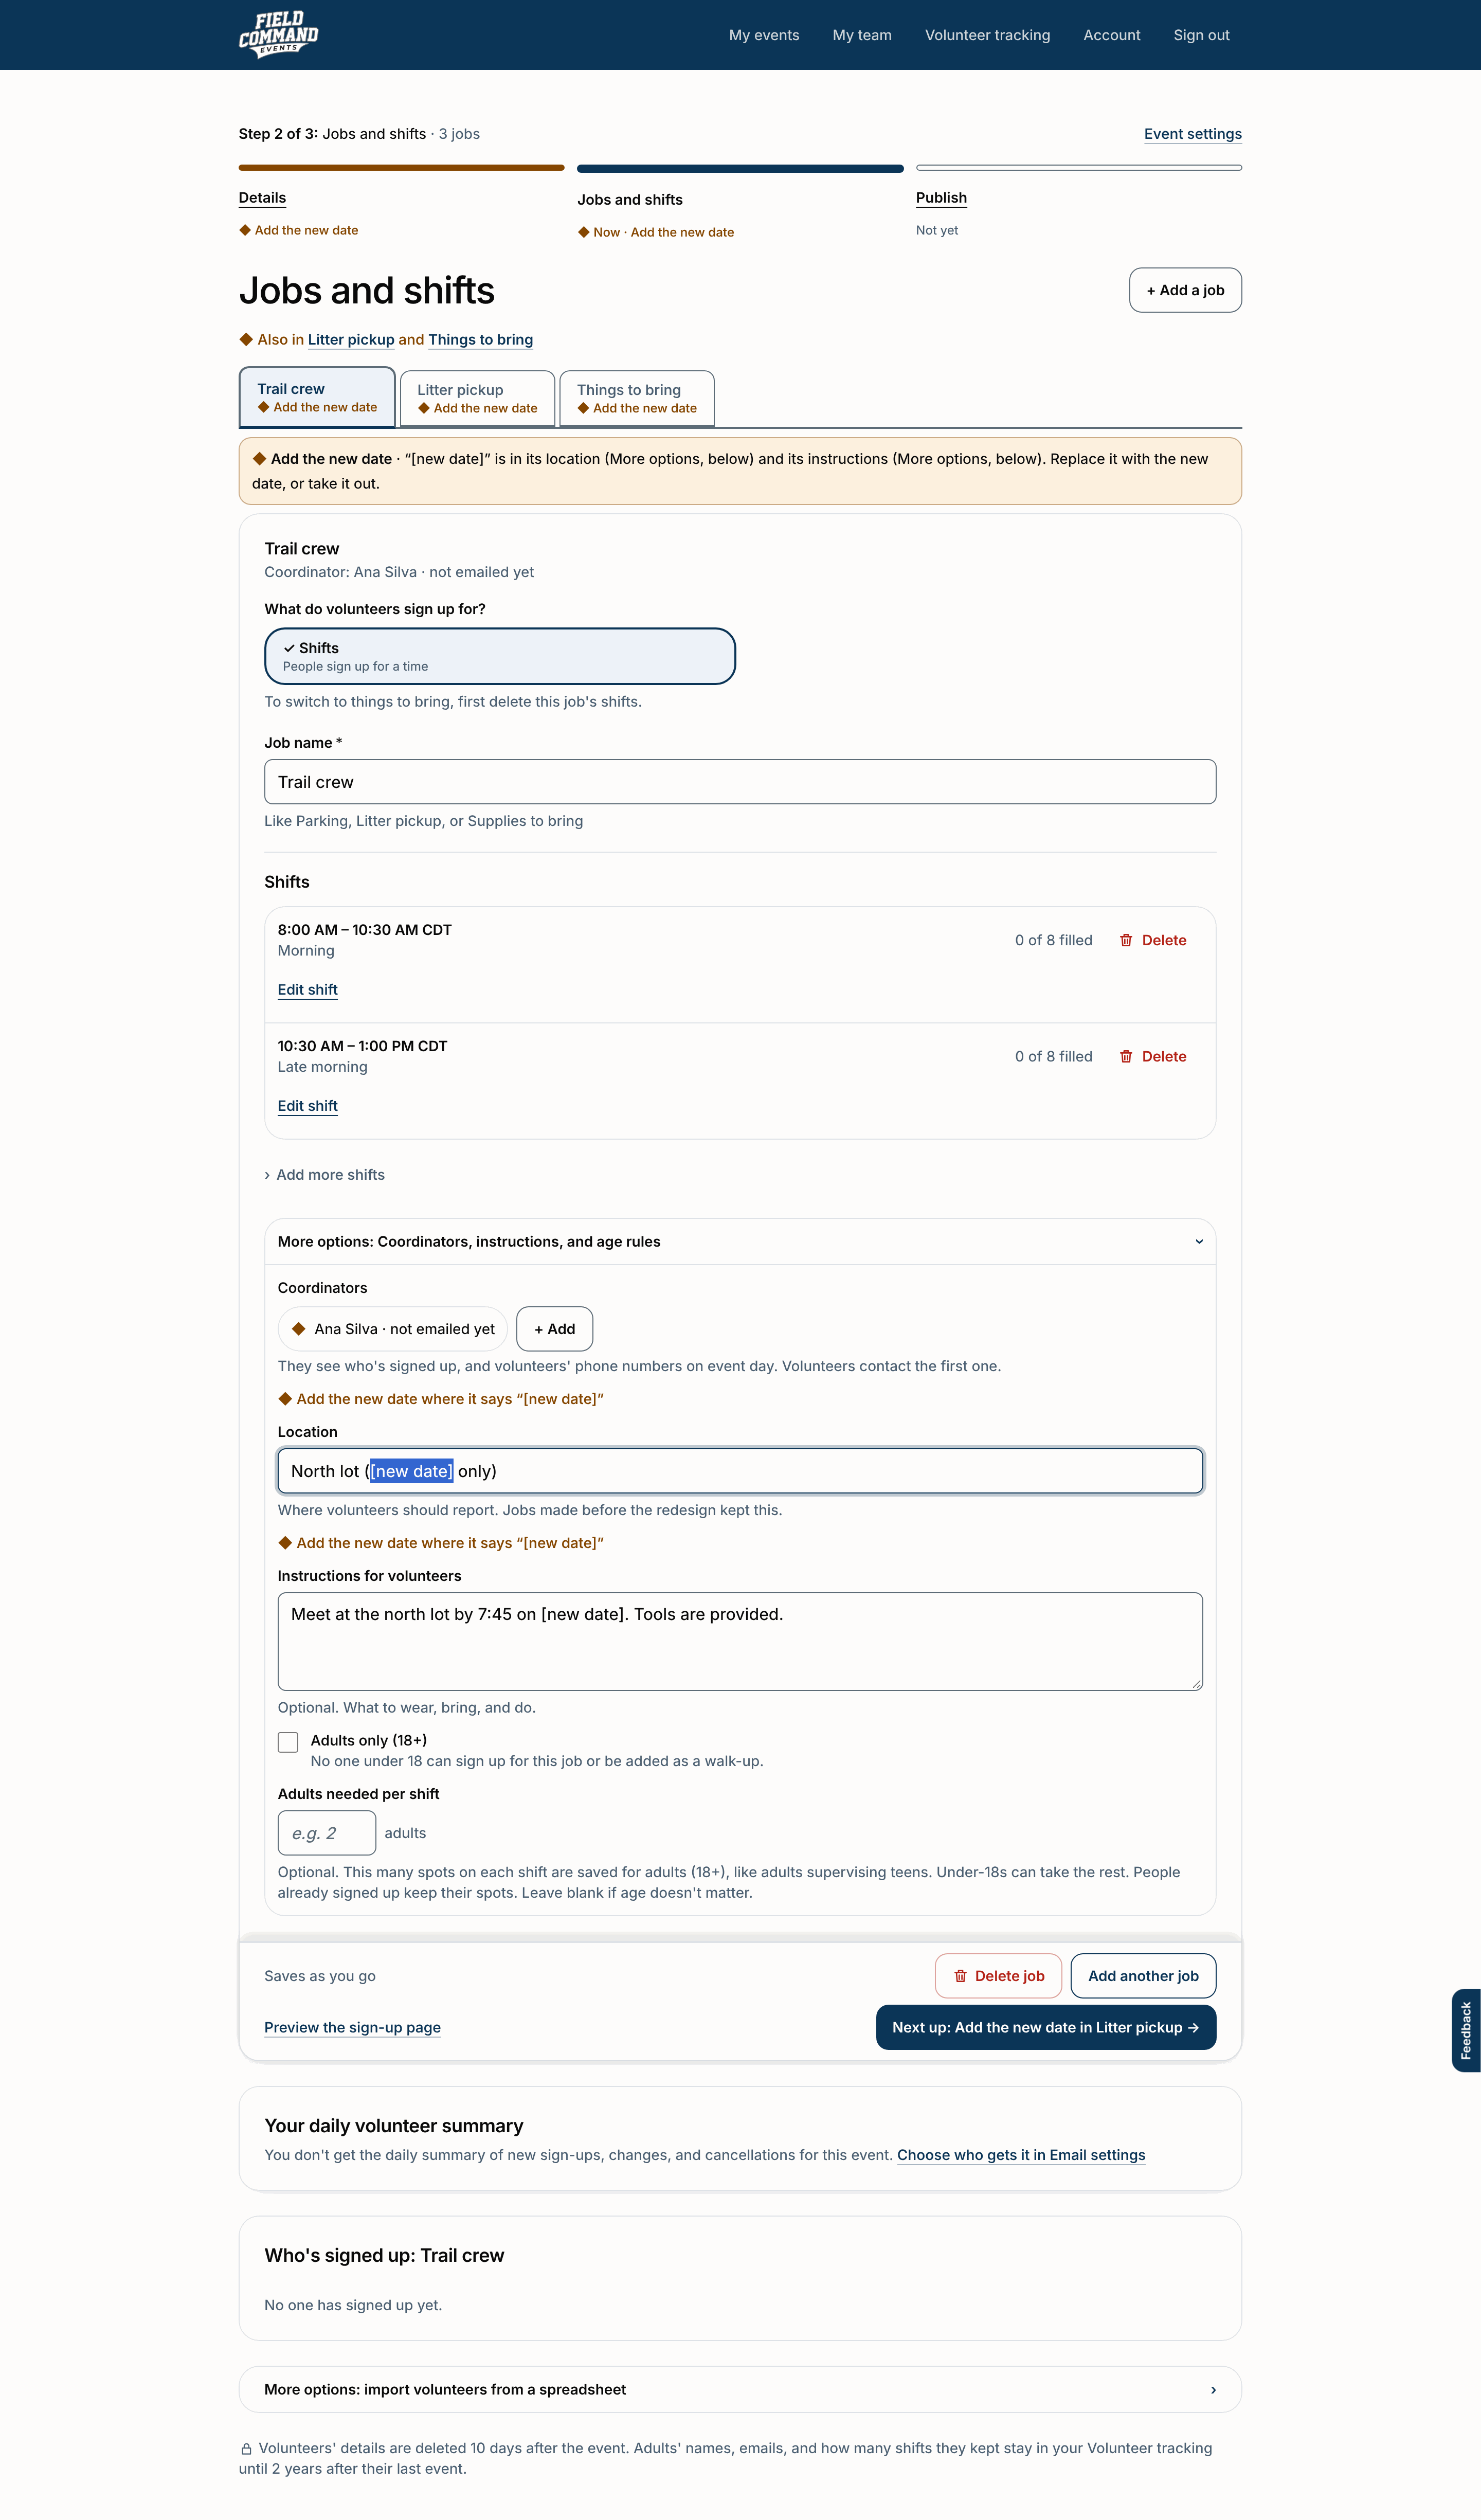 FIELD
COMMAND
EVENTS
My events
My team
Volunteer tracking
Account
Sign out
Step 2 of 3: Jobs and shifts · 3 jobs
Event settings
Details
◆ Add the new date
Jobs and shifts
◆ Now · Add the new date
Publish
Not yet
Jobs and shifts
+ Add a job
◆ Also in Litter pickup and Things to bring
Trail crew
◆ Add the new date
Litter pickup
◆ Add the new date
Things to bring
◆ Add the new date
◆ Add the new date · “[new date]” is in its location (More options, below) and its instructions (More options, below). Replace it with the new
date, or take it out.
Trail crew
Coordinator: Ana Silva · not emailed yet
What do volunteers sign up for?
✓ Shifts
People sign up for a time
To switch to things to bring, first delete this job's shifts.
Job name *
Trail crew
Like Parking, Litter pickup, or Supplies to bring
Shifts
8:00 AM – 10:30 AM CDT
Morning
0 of 8 filled
Delete
Edit shift
10:30 AM – 1:00 PM CDT
Late morning
0 of 8 filled
Delete
Edit shift
› Add more shifts
More options: Coordinators, instructions, and age rules
Coordinators
◆ Ana Silva · not emailed yet
+ Add
They see who's signed up, and volunteers' phone numbers on event day. Volunteers contact the first one.
◆ Add the new date where it says “[new date]”
Location
North lot ([new date] only)
Where volunteers should report. Jobs made before the redesign kept this.
◆ Add the new date where it says “[new date]”
Instructions for volunteers
Meet at the north lot by 7:45 on [new date]. Tools are provided.
Optional. What to wear, bring, and do.
Adults only (18+)
No one under 18 can sign up for this job or be added as a walk-up.
Adults needed per shift
e.g. 2
adults
Optional. This many spots on each shift are saved for adults (18+), like adults supervising teens. Under-18s can take the rest. People
already signed up keep their spots. Leave blank if age doesn't matter.
Saves as you go
Delete job
Add another job
Preview the sign-up page
Next up: Add the new date in Litter pickup →
Feedback
Your daily volunteer summary
You don't get the daily summary of new sign-ups, changes, and cancellations for this event. Choose who gets it in Email settings
Who's signed up: Trail crew
No one has signed up yet.
More options: import volunteers from a spreadsheet
›
Volunteers' details are deleted 10 days after the event. Adults' names, emails, and how many shifts they kept stay in your Volunteer tracking
until 2 years after their last event.